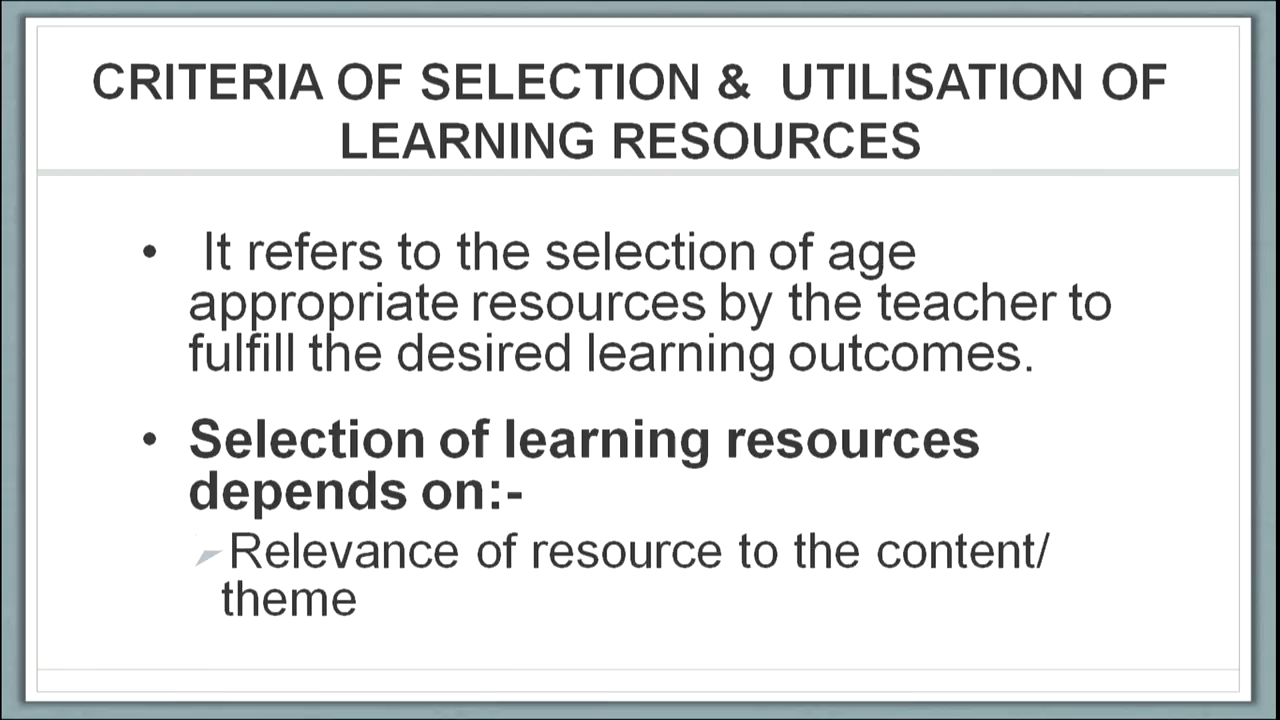 CRITERIA OF SELECTION & UTILISATION OF
LEARNING RESOURCES
• It refers to the selection of age
appropriate resources by the teacher to
fulfill the desired learning outcomes.
• Selection of learning resources
depends on:-
Relevance of resource to the content/
theme